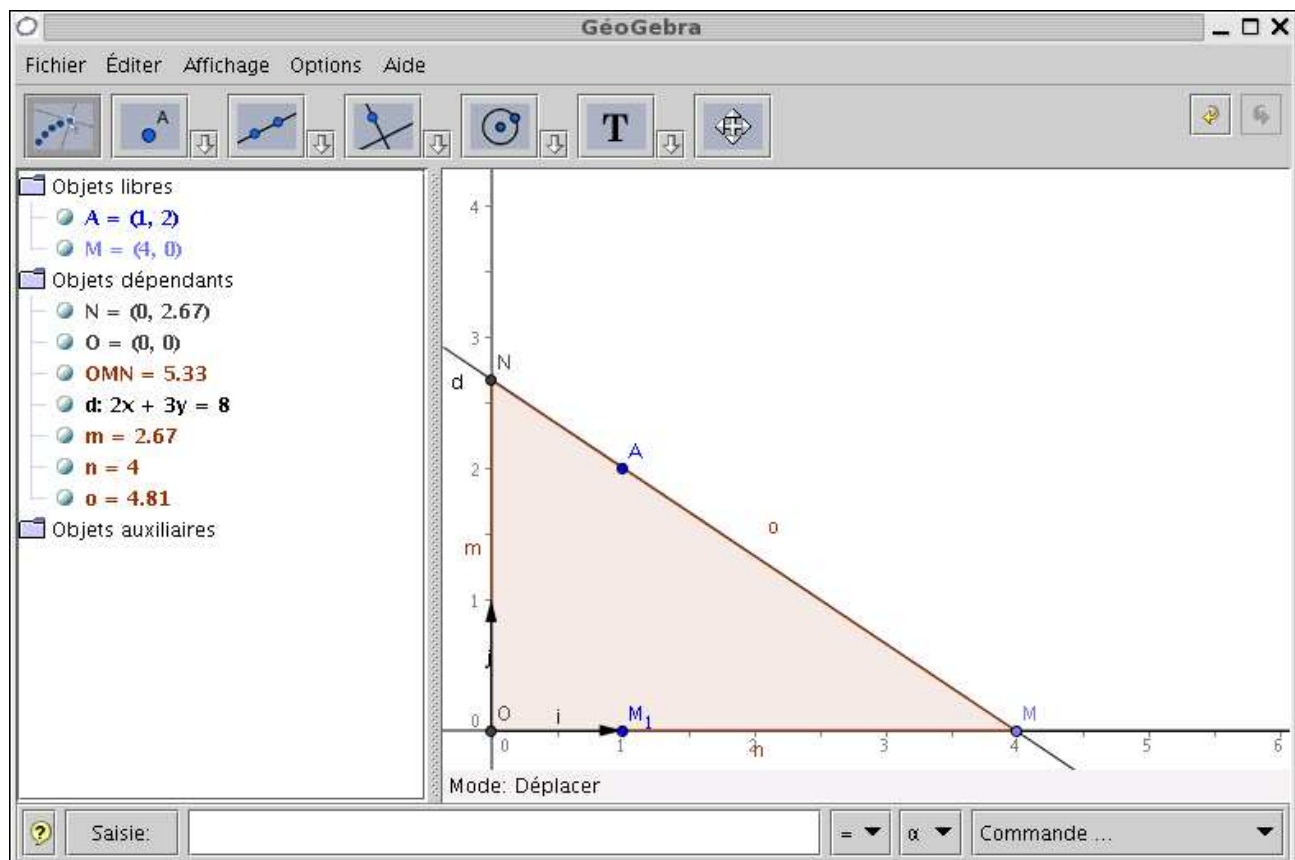 GéoGebra
Fichier Éditer Affichage Options Aide
A
T
Objets libres
A = (1, 2)
M = (4, 0)
Objets dépendants
N = (0, 2.67)
O = (0, 0)
OMN = 5.33
d: 2x + 3y = 8
m = 2.67
n = 4
o = 4.81
Objets auxiliaires
4
3
N
d
A
2
o
m
1
j
0 O i M1 M
0 1 2 3 4 5 6
n
Mode: Déplacer
? Saisie: = α Commande ...